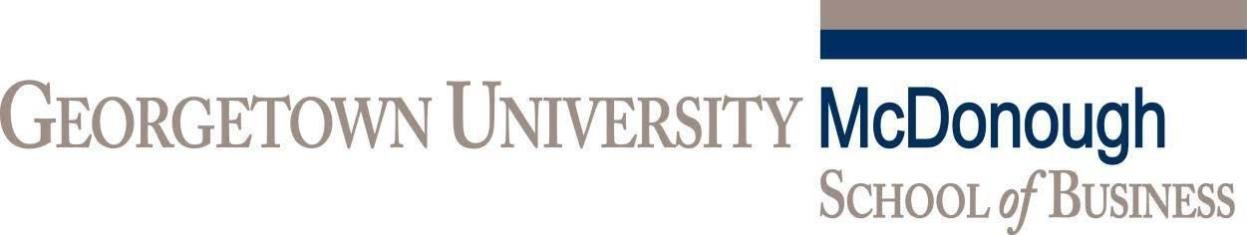 GEORGETOWN UNIVERSITY McDonough
SCHOOL of BUSINESS